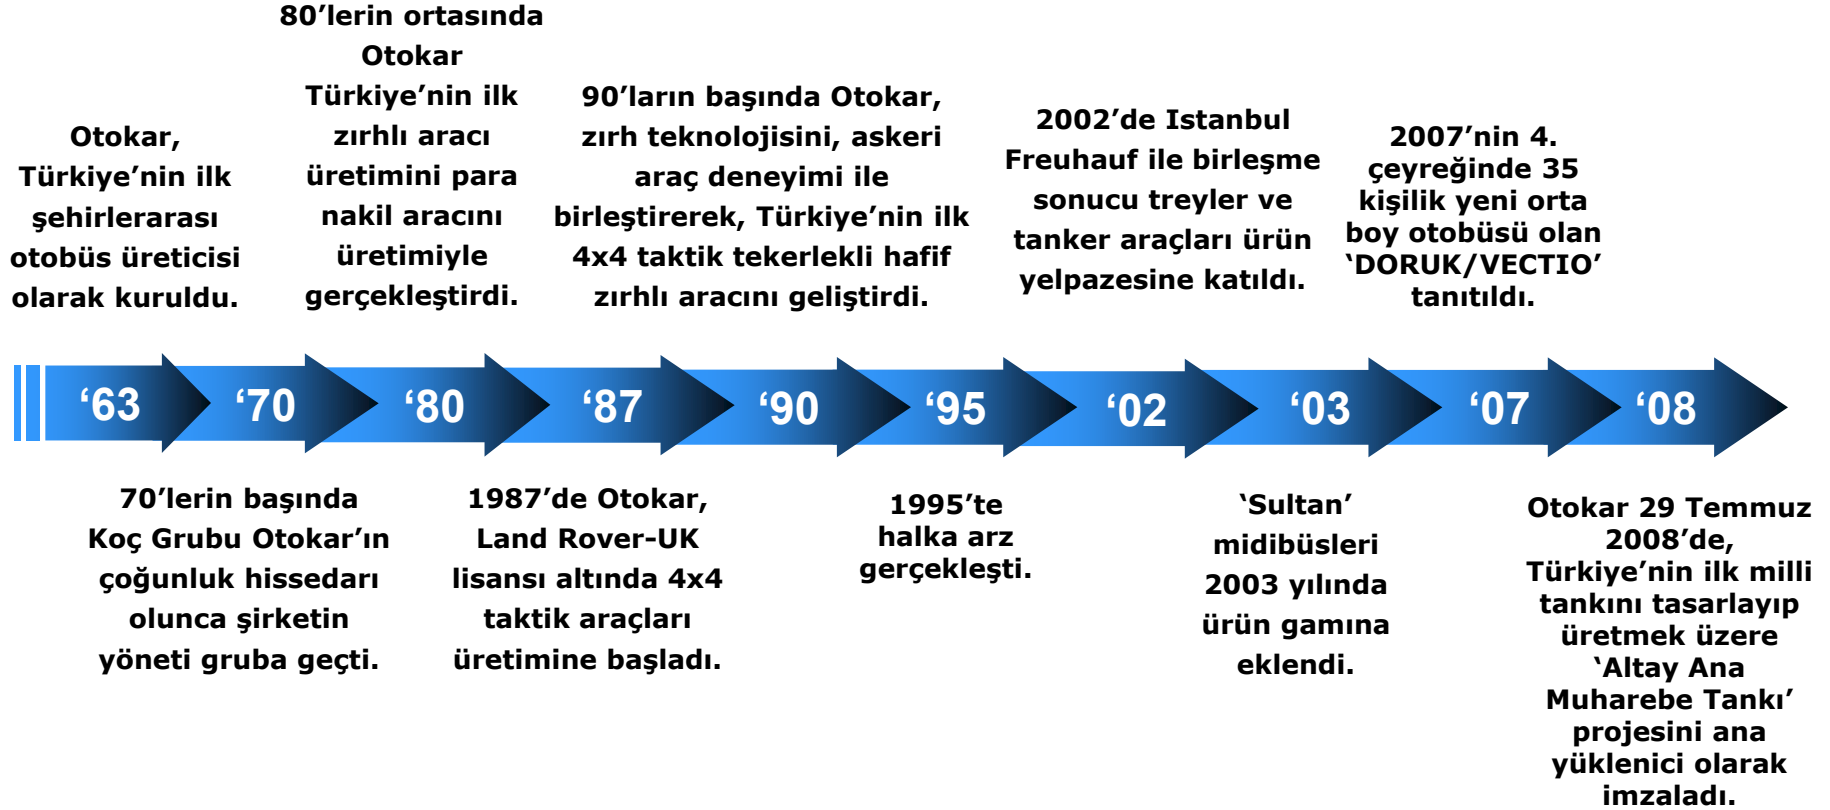 80’lerin ortasında
Otokar
Türkiye’nin ilk
zırhlı aracı
üretimini para
nakil aracını
üretimiyle
gerçekleştirdi.
Otokar,
Türkiye’nin ilk
şehirlerarası
otobüs üreticisi
olarak kuruldu.
90’ların başında Otokar,
zırh teknolojisini, askeri
araç deneyimi ile
birleştirerek, Türkiye’nin ilk
4x4 taktik tekerlekli hafif
zırhlı aracını geliştirdi.
2002’de Istanbul
Freuhauf ile birleşme
sonucu treyler ve
tanker araçları ürün
yelpazesine katıldı.
2007’nin 4.
çeyreğinde 35
kişilik yeni orta
boy otobüsü olan
‘DORUK/VECTIO’
tanıtıldı.
‘63
‘70
‘80
‘87
‘90
‘95
‘02
‘03
‘07
‘08
70’lerin başında
Koç Grubu Otokar’ın
çoğunluk hissedarı
olunca şirketin
yöneti gruba geçti.
1987’de Otokar,
Land Rover-UK
lisansı altında 4x4
taktik araçları
üretimine başladı.
1995’te
halka arz
gerçekleşti.
‘Sultan’
midibüsleri
2003 yılında
ürün gamına
eklendi.
Otokar 29 Temmuz
2008’de,
Türkiye’nin ilk milli
tankını tasarlayıp
üretmek üzere
‘Altay Ana
Muharebe Tankı’
projesini ana
yüklenici olarak
imzaladı.